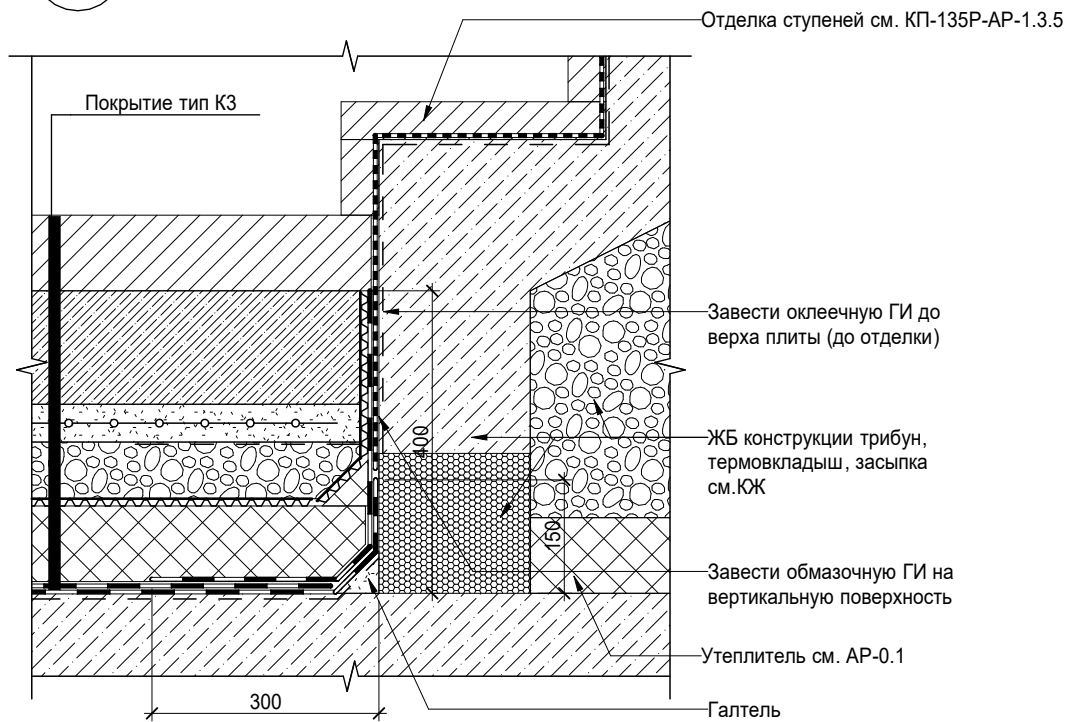 Отделка ступеней см. КП-135Р-АР-1.3.5
Покрытие тип К3
Завести оклеечную ГИ до
верха плиты (до отделки)
400
ЖБ конструкции трибун,
термовкладыш, засыпка
см.КЖ
150
Завести обмазочную ГИ на
вертикальную поверхность
Утеплитель см. АР-0.1
300
Галтель